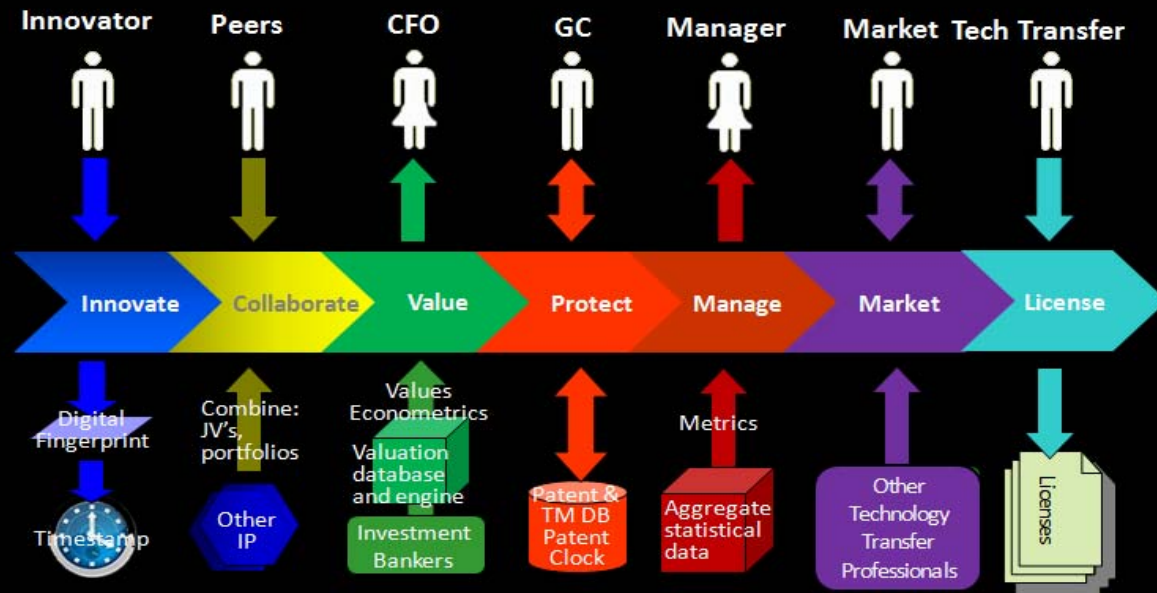 Innovator
Peers
CFO
GC
Manager
Market
Tech Transfer
Innovate
Collaborate
Value
Protect
Manage
Market
License
Digital
Fingerprint
Timestamp
Combine:
JV's,
portfolios
Other
IP
Values
Econometrics
Valuation
database
and engine
Investment
Bankers
Patent &
TM DB
Patent
Clock
Metrics
Aggregate
statistical
data
Other
Technology
Transfer
Professionals
Licenses